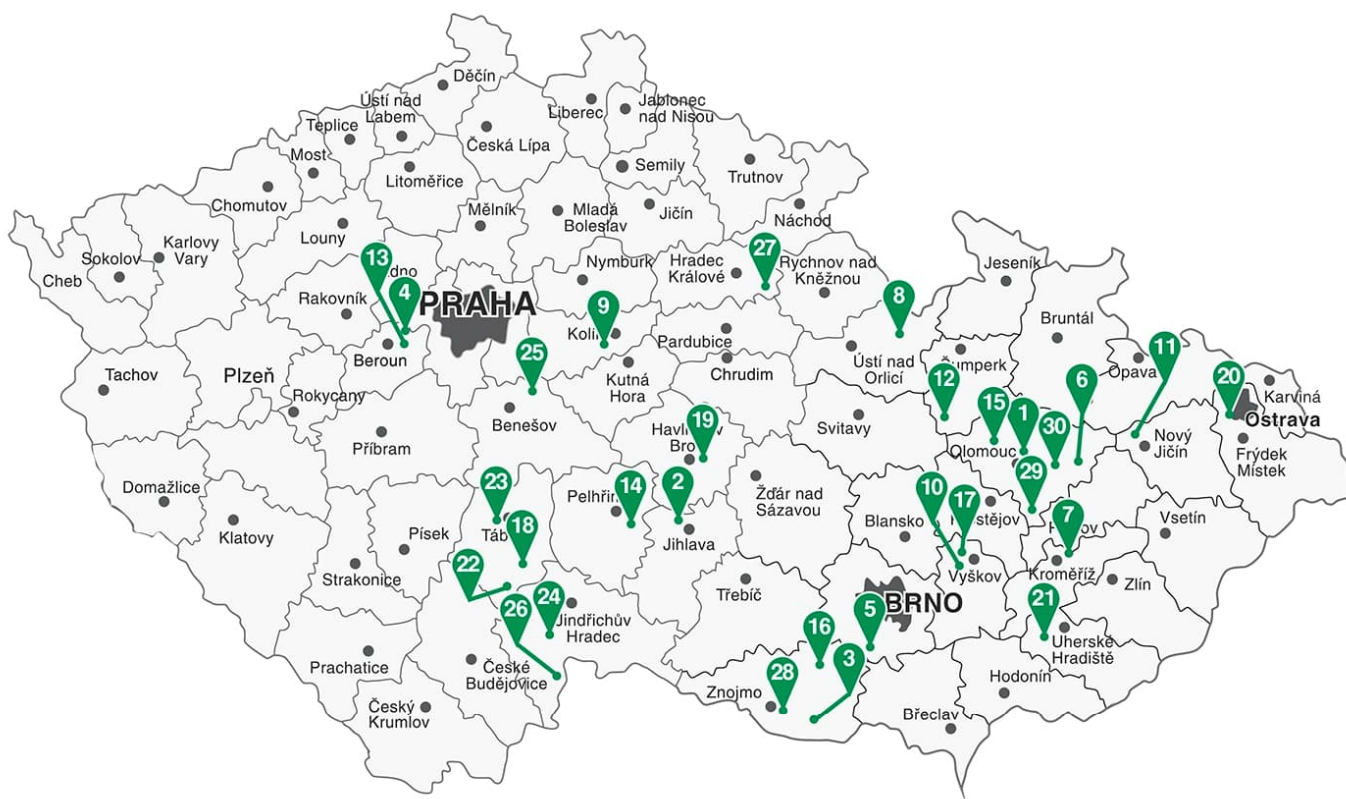 Děčín
Ústí nad
Labem
Teplice
Liberec
Jablonec
nad Nisou
Most
Česká Lípa
Semily
Trutnov
Litoměřice
Chomutov
Mělník
Mladá
Boleslav
Jičín
Náchod
Louny
Karlovy
Vary
Sokolov
Cheb
13
dno
27
Nymburk
Hradec
Králové
Rychnov nad
Kněžnou
Jeseník
Rakovník
4
PRAHA
9
8
Bruntál
Kolín
Pardubice
Beroun
25
Ústí nad
Orlicí
Opava
11
Tachov
Plzeň
Rokycany
Kutná
Hora
Chrudim
12
6
20
Karviná
Ostrava
15
1
30
19
Benešov
Svitavy
Příbram
Olomouc
Nový
Jičín
Frýdek
Místek
29
Domažlice
23
14
2
Žďár nad
Sázavou
10
17
7
Klatovy
Písek
18
Jihlava
Blansko
Vsetín
Strakonice
22
Vyškov
Kroměříž
Zlín
Třebíč
BRNO
26
24
Jindřichův
Hradec
5
21
16
Uherské
Hradiště
Prachatice
České
Budějovice
28
3
Hodonín
Znojmo
Český
Krumlov
Břeclav